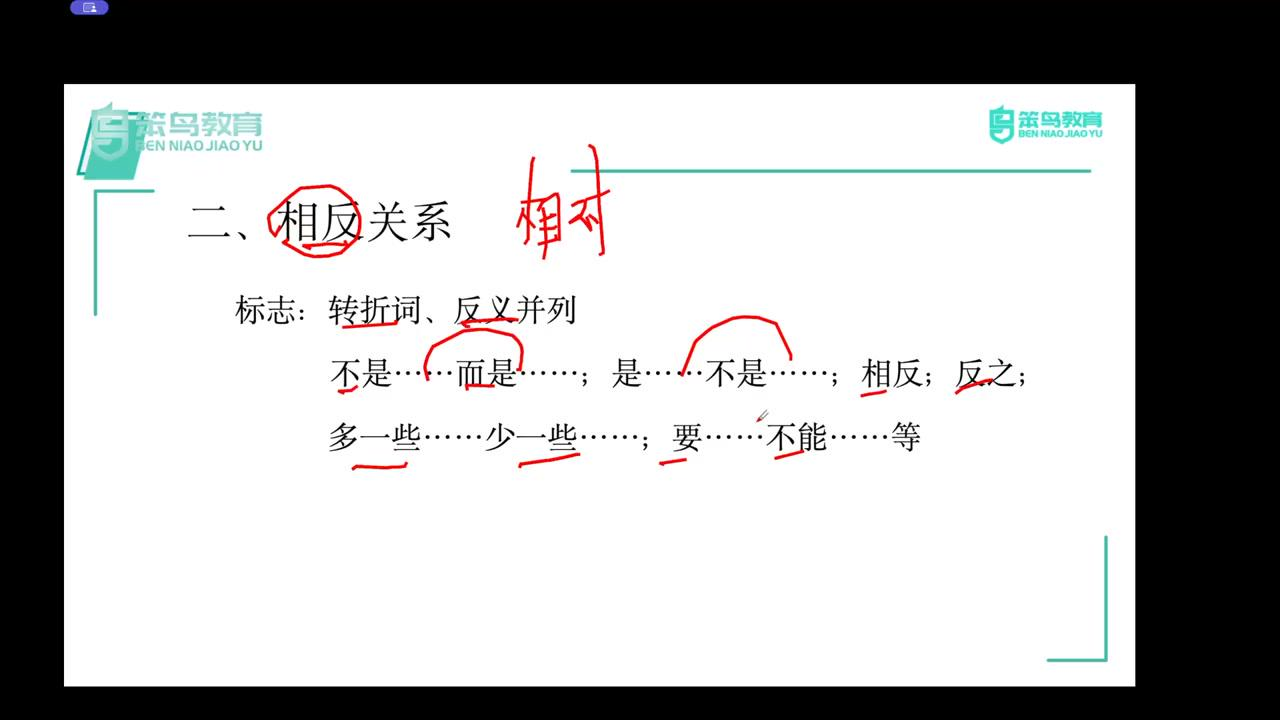 笨鸟教育
BEN NIAO JIAO YU
笨鸟教育
BEN NIAO JIAO YU
二、相反关系 相对
标志：转折词、反义并列
不是……而是……；是……不是……；相反；反之；
多一些……少一些……；要……不能……等